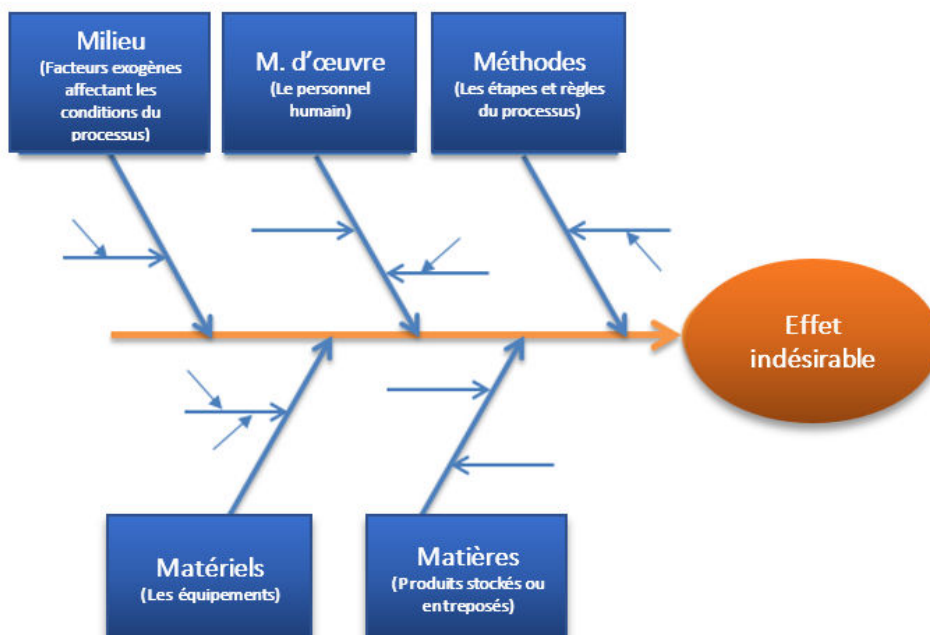 Milieu
(Facteurs exogènes
affectant les
conditions du
processus)
M. d'œuvre
(Le personnel
humain)
Méthodes
(Les étapes et règles
du processus)
Effet
indésirable
Matériels
(Les équipements)
Matières
(Produits stockés ou
entreposés)